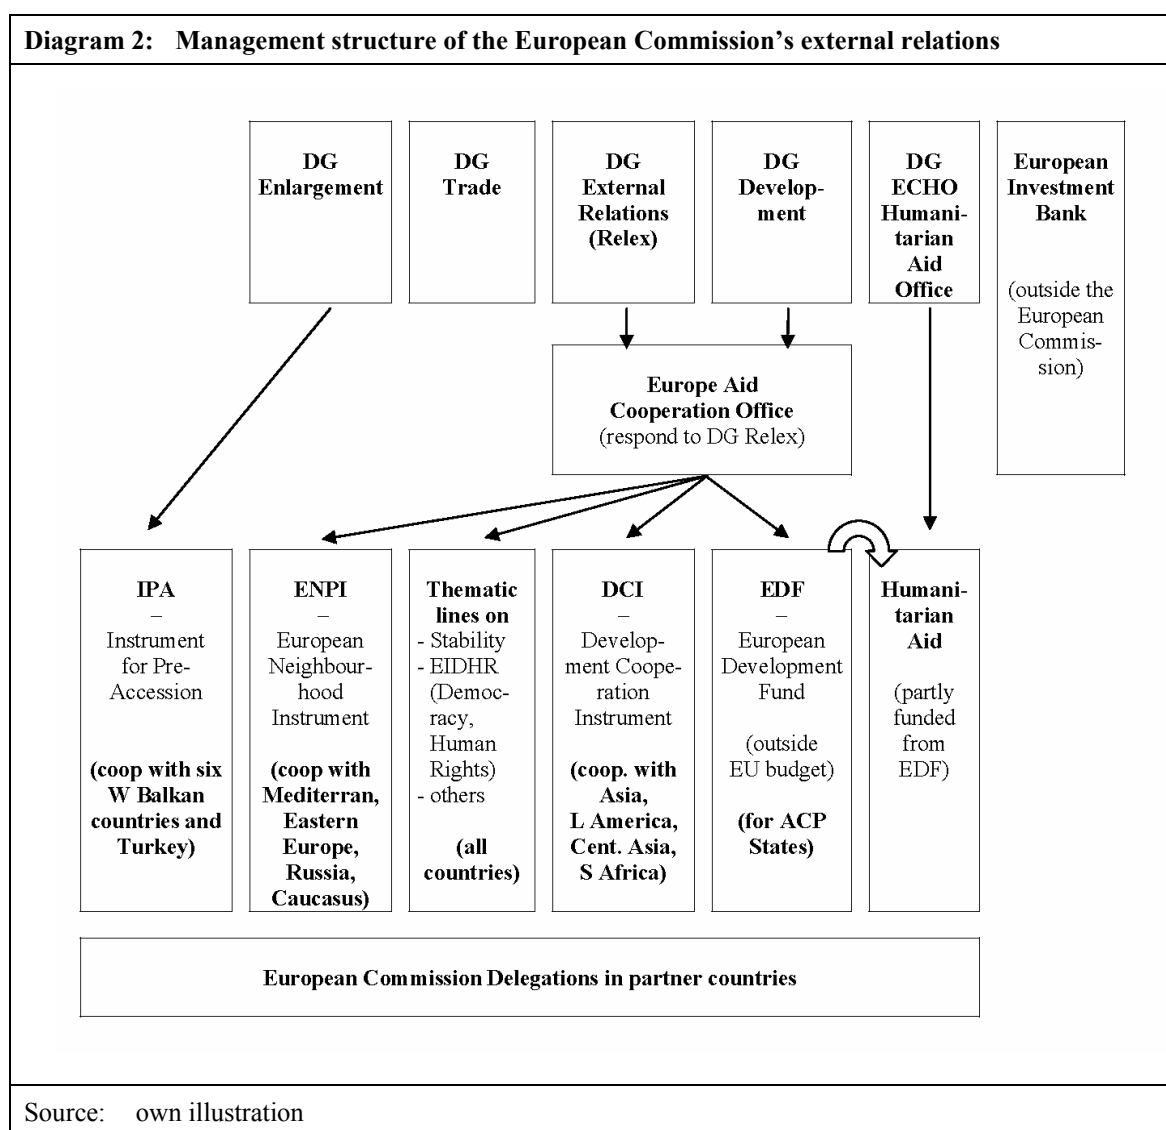 Diagram 2: Management structure of the European Commission's external relations
DG
Enlargement
DG
Trade
DG
External
Relations
(Relex)
DG
Develop-
ment
DG
ECHO
Humani-
tarian
Aid
Office
European
Investment
Bank
(outside the
European
Commis-
sion)
Europe Aid
Cooperation Office
(respond to DG Relex)
IPA
–
Instrument
for Pre-
Accession
(coop with six
W Balkan
countries and
Turkey)
ENPI
–
European
Neighbour-
hood
Instrument
(coop with
Mediterran,
Eastern
Europe,
Russia,
Caucasus)
Thematic
lines on
- Stability
- EIDHR
(Democ-
racy,
Human
Rights)
- others
(all
countries)
DCI
–
Develop-
ment Coope-
ration
Instrument
(coop. with
Asia,
L America,
Cent. Asia,
S Africa)
EDF
–
European
Development
Fund
(outside
EU budget)
(for ACP
States)
Humani-
tarian
Aid
(partly
funded
from
EDF)
European Commission Delegations in partner countries
Source: own illustration